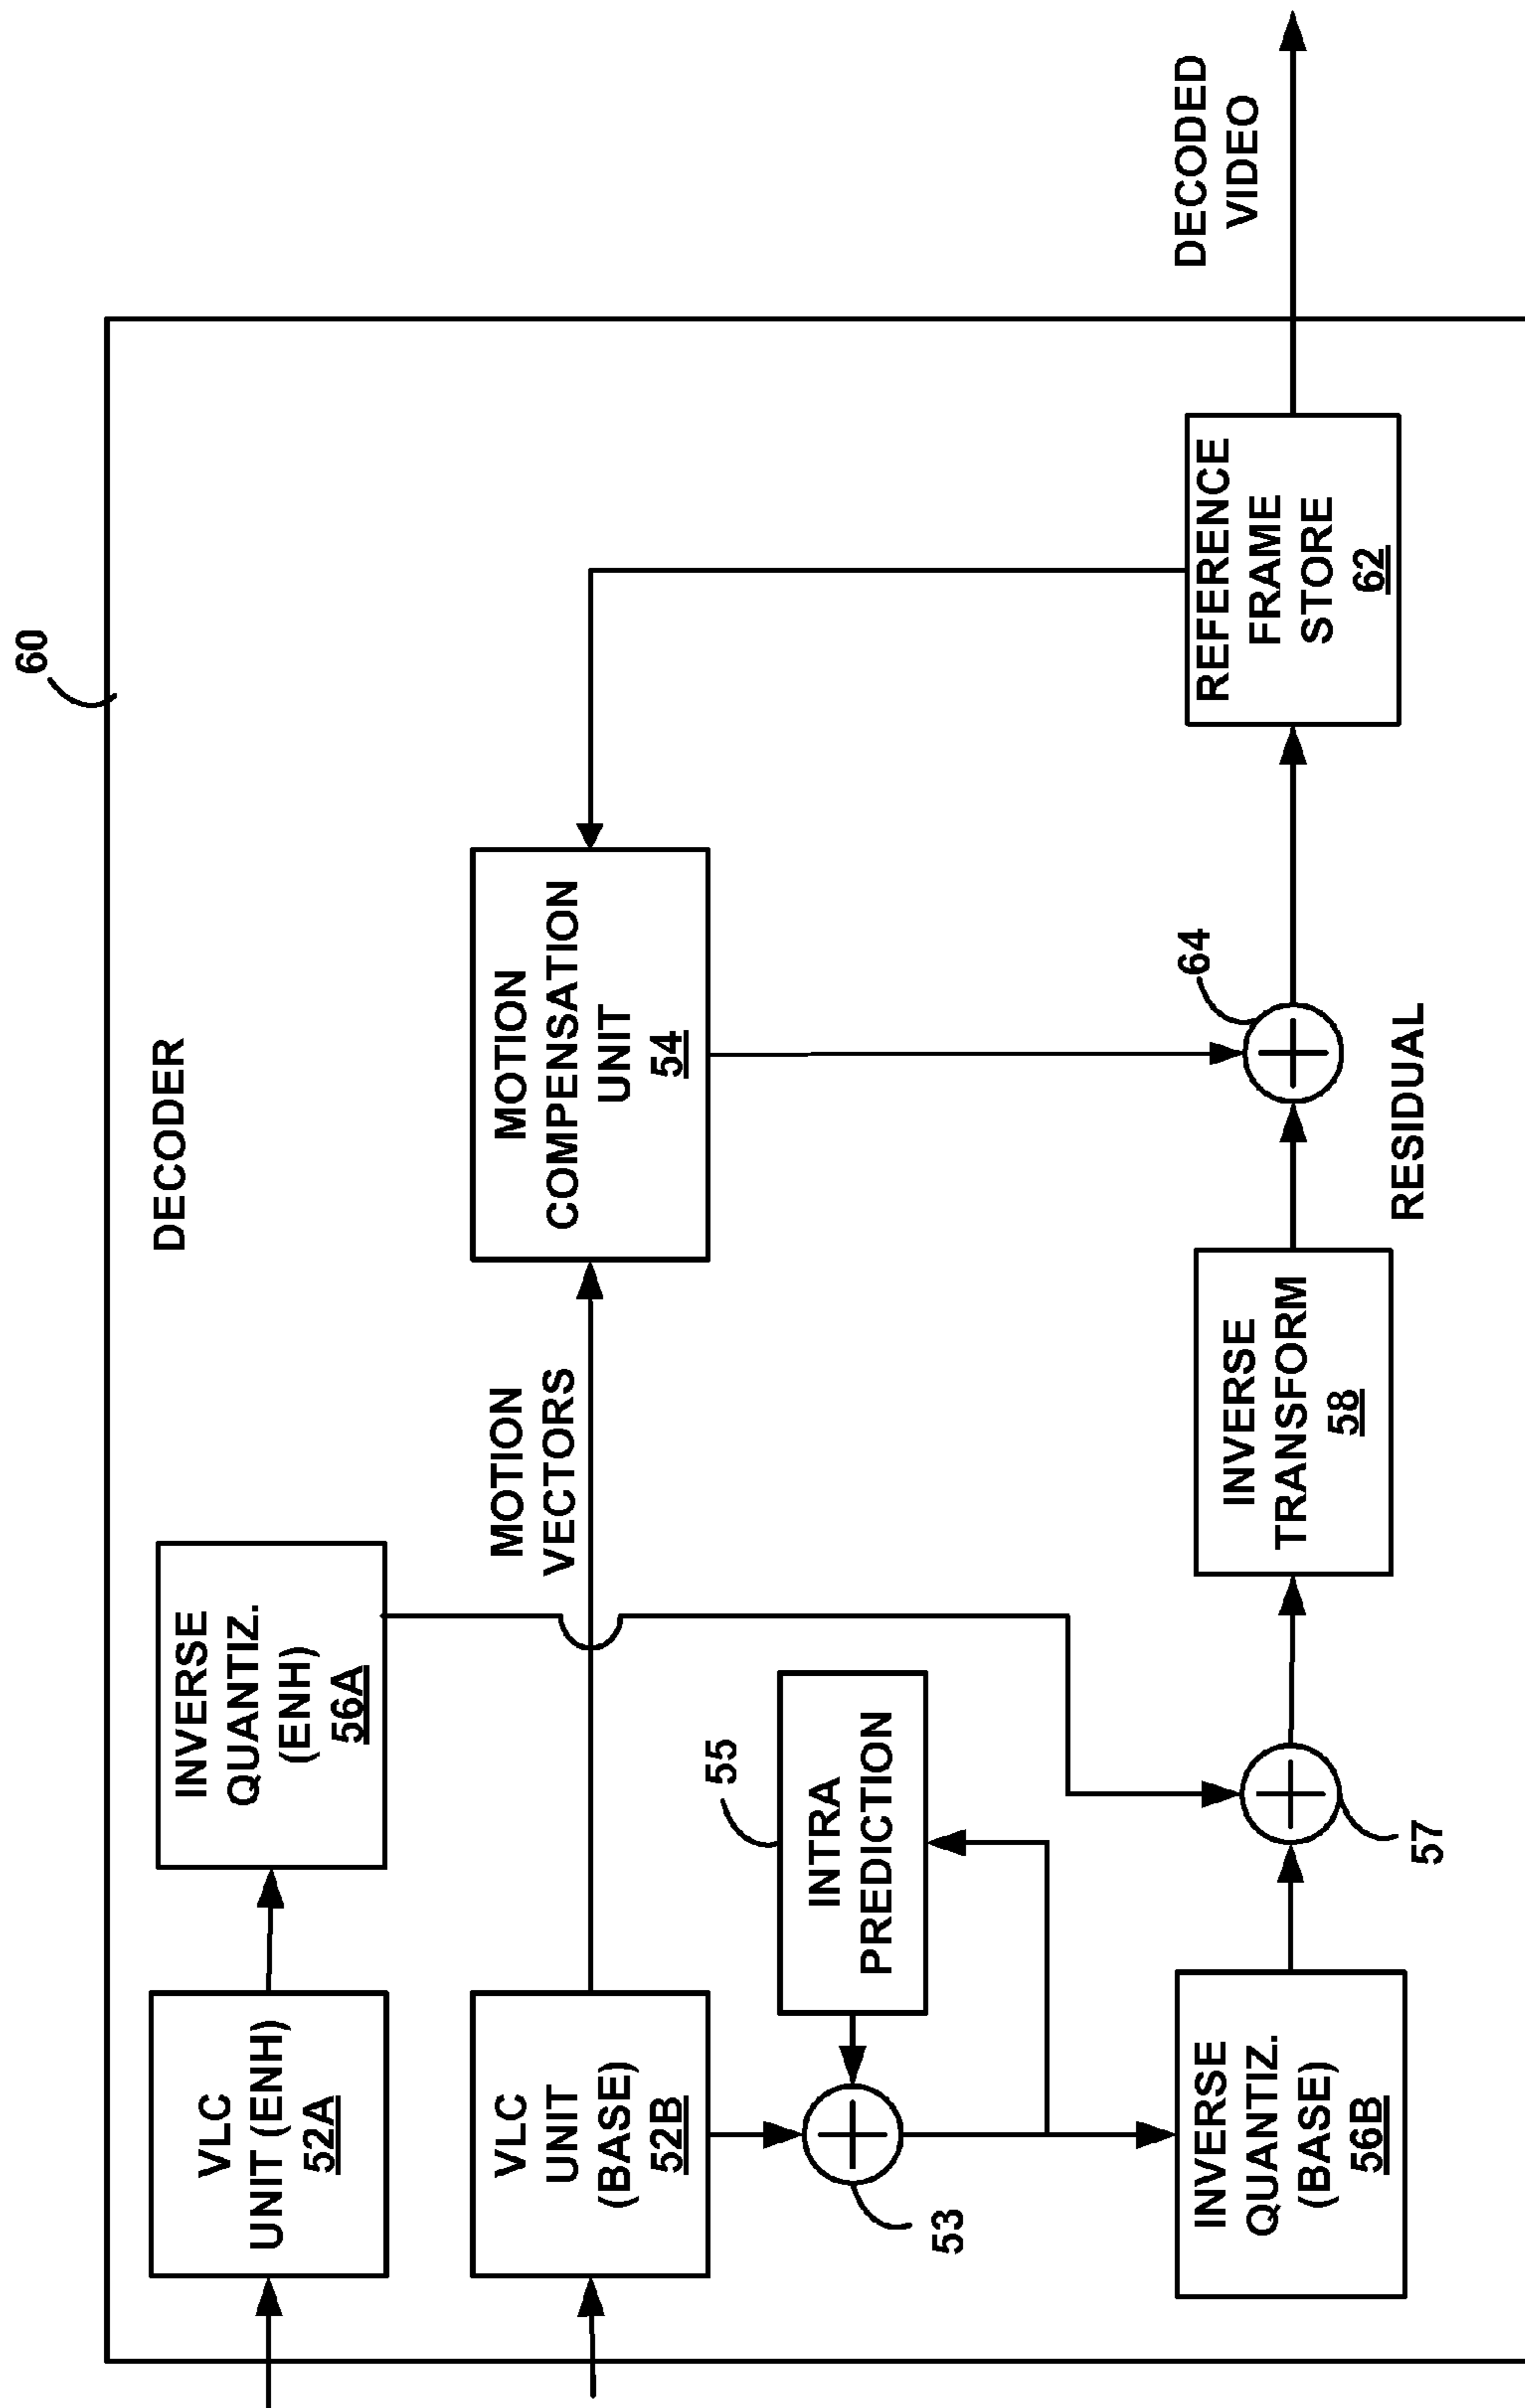 60
DECODER
VLC
UNIT (ENH)
52A
INVERSE
QUANTIZ.
(ENH)
56A
VLC
UNIT
(BASE)
52B
MOTION
VECTORS
MOTION
COMPENSATION
UNIT
54
53
INTRA
PREDICTION
55
INVERSE
QUANTIZ.
(BASE)
56B
57
INVERSE
TRANSFORM
58
RESIDUAL
64
REFERENCE
FRAME
STORE
62
DECODED
VIDEO